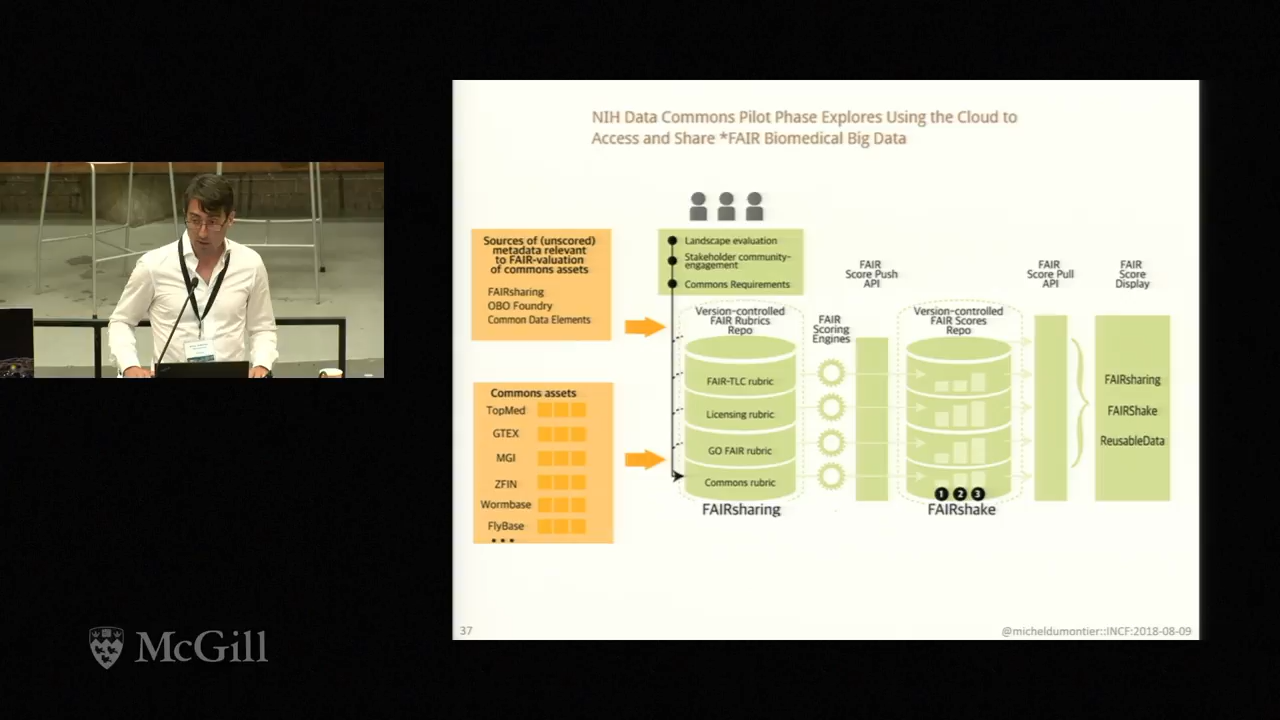 NIH Data Commons Pilot Phase Explores Using the Cloud to
Access and Share *FAIR Biomedical Big Data
Sources of (unscored)
metadata relevant
to FAIR-valuation
of commons assets
FAIRsharing
OBO Foundry
Common Data Elements
Commons assets
TopMed
GTEX
MGI
ZFIN
Wormbase
FlyBase
• • •
Landscape evaluation
Stakeholder community-
engagement
Commons Requirements
Version-controlled
FAIR Rubrics
Repo
FAIR-TLC rubric
Licensing rubric
GO FAIR rubric
Commons rubric
FAIRsharing
FAIR
Scoring
Engines
FAIR
Score Push
API
Version-controlled
FAIR Scores
Repo
1 2 3
FAIRshake
FAIR
Score Pull
API
FAIR
Score
Display
FAIRsharing
FAIRShake
ReusableData
37
@micheldumontier::INCF:2018-08-09
McGill